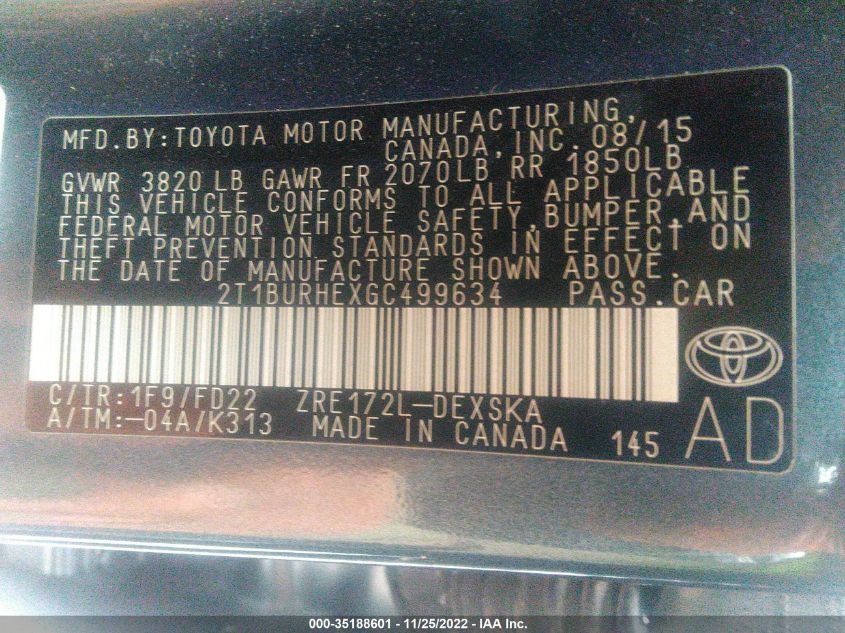 MFD.BY:TOYOTA MOTOR MANUFACTURING,
CANADA, INC. 08/15
GVWR 3820 LB GAWR FR 2070LB RR 1850LB
THIS VEHICLE CONFORMS TO ALL APPLICABLE
FEDERAL MOTOR VEHICLE SAFETY, BUMPER, AND
THEFT PREVENTION STANDARDS IN EFFECT ON
THE DATE OF MANUFACTURE SHOWN ABOVE.
2T1BURHEXGC499634 PASS.CAR
C/TR:1F9/FD22 ZRE172L-DEXSKA
A/TM:-04A/K313 MADE IN CANADA 145 AD
000-35188601 - 11/25/2022 - IAA Inc.